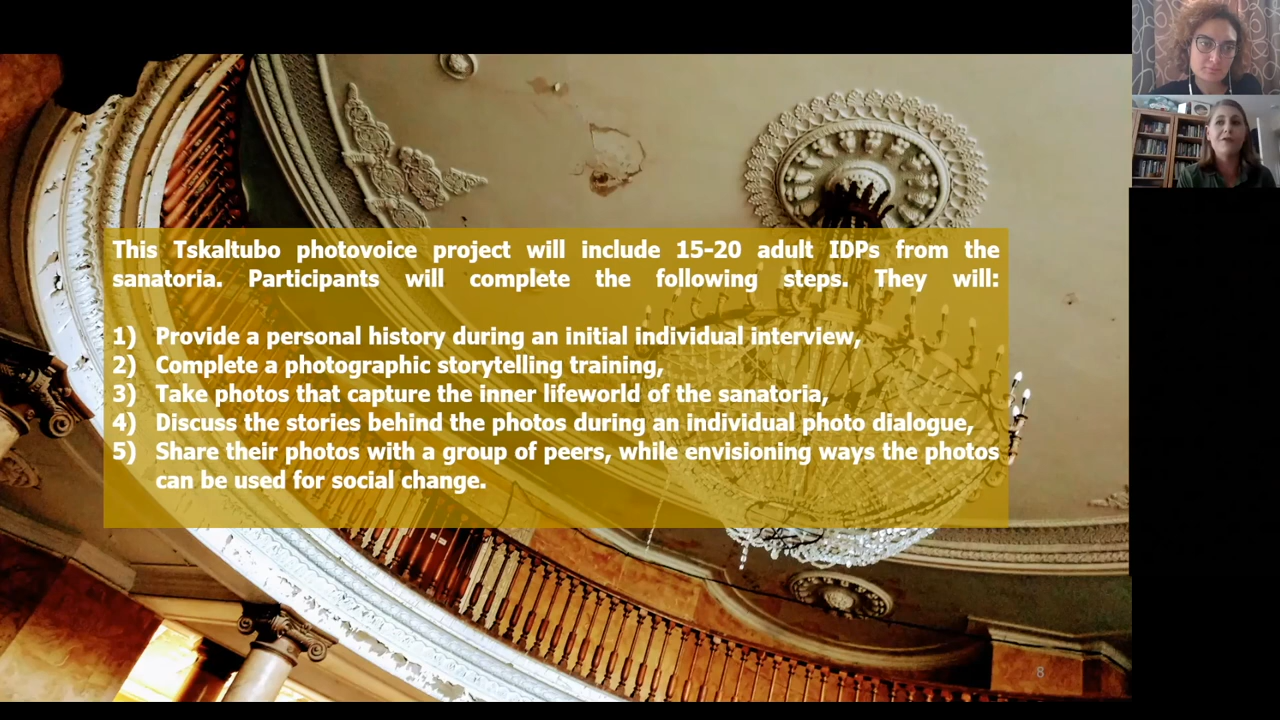 This Tskaltubo photovoice project will include 15-20 adult IDPs from the
sanatoria. Participants will complete the following steps. They will:
1) Provide a personal history during an initial individual interview,
2) Complete a photographic storytelling training,
3) Take photos that capture the inner lifeworld of the sanatoria,
4) Discuss the stories behind the photos during an individual photo dialogue,
5) Share their photos with a group of peers, while envisioning ways the photos
can be used for social change.
8